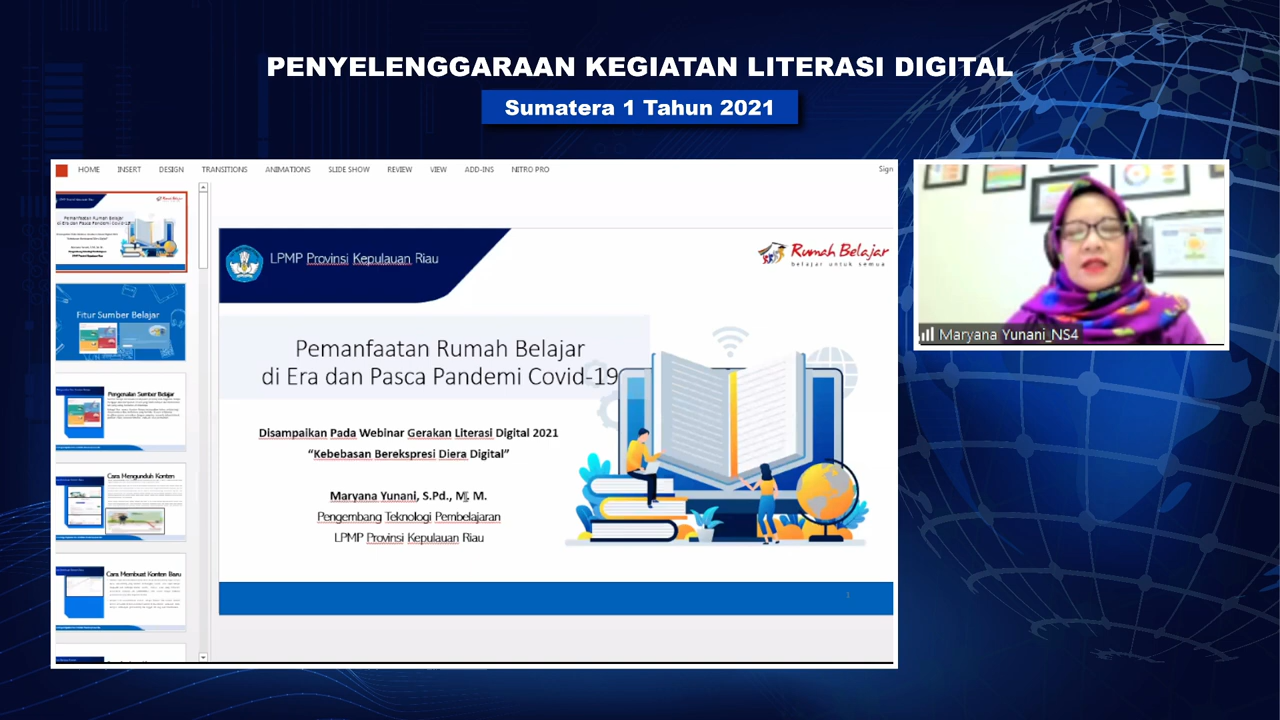 PENYELENGGARAAN KEGIATAN LITERASI DIGITAL
Sumatera 1 Tahun 2021
HOME INSERT DESIGN TRANSITIONS ANIMATIONS SLIDE SHOW REVIEW VIEW ADD-INS NITRO PRO
Sign
Fitur Sumber Belajar
Pengenalan Sumber Belajar
Cara Mengunduh Konten
Cara Membuat Konten Baru
LPMP Provinsi Kepulauan Riau
Rumah Belajar
belajar untuk semua
Pemanfaatan Rumah Belajar
di Era dan Pasca Pandemi Covid-19
Disampaikan Pada Webinar Gerakan Literasi Digital 2021
“Kebebasan Berekspresi Diera Digital”
Maryana Yunani, S.Pd., M. M.
Pengembang Teknologi Pembelajaran
LPMP Provinsi Kepulauan Riau
1
Maryana Yunani_NS4